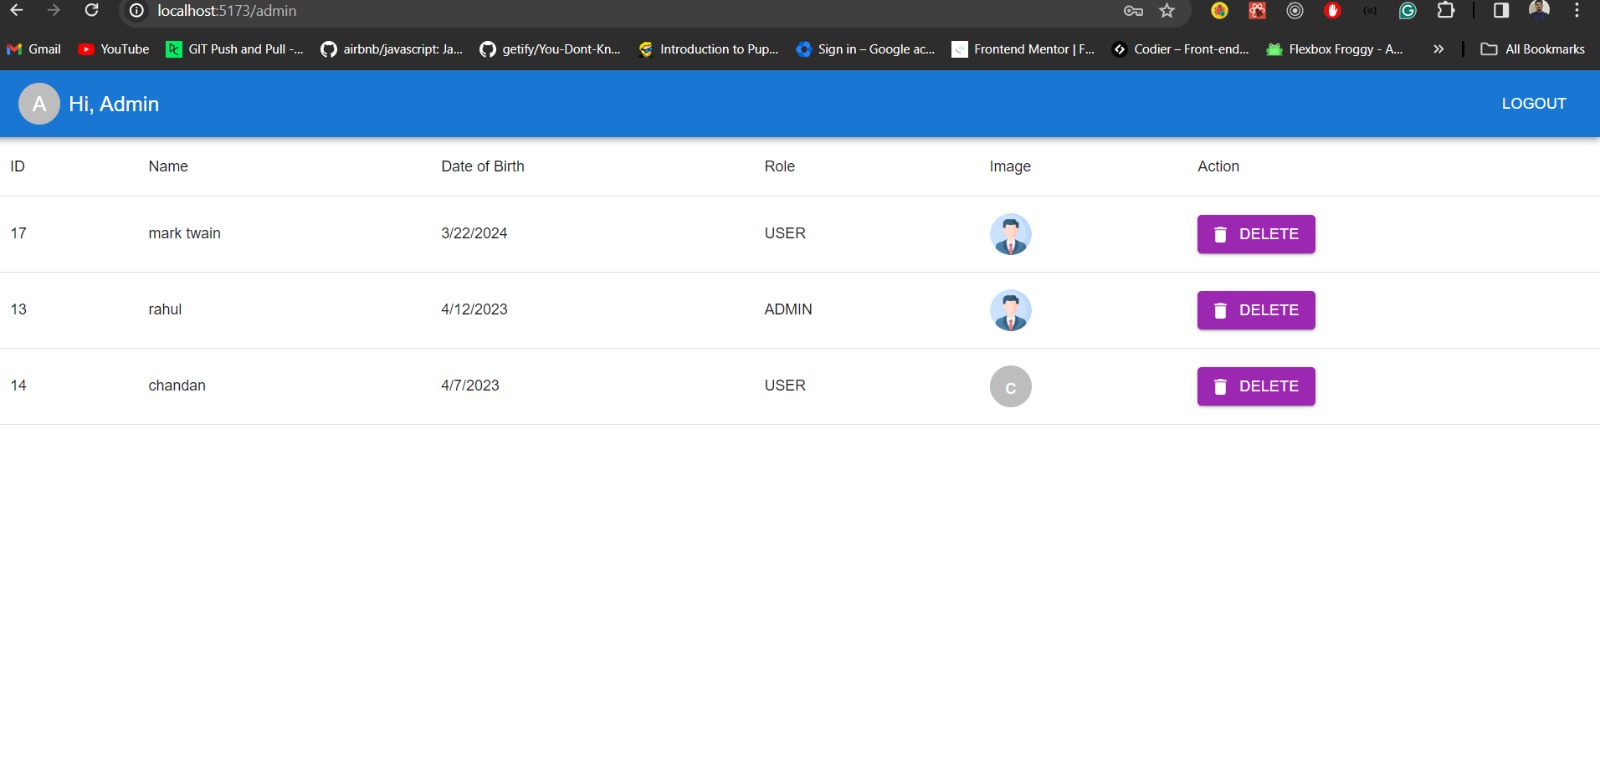 localhost:5173/admin
Gmail YouTube GIT Push and Pull -... airbnb/javascript: Ja... getify/You-Dont-Kn... Introduction to Pup... Sign in – Google ac... Frontend Mentor | F... Codier – Front-end... Flexbox Froggy - A... » All Bookmarks
A Hi, Admin LOGOUT
ID Name Date of Birth Role Image Action
17 mark twain 3/22/2024 USER DELETE
13 rahul 4/12/2023 ADMIN DELETE
14 chandan 4/7/2023 USER c DELETE